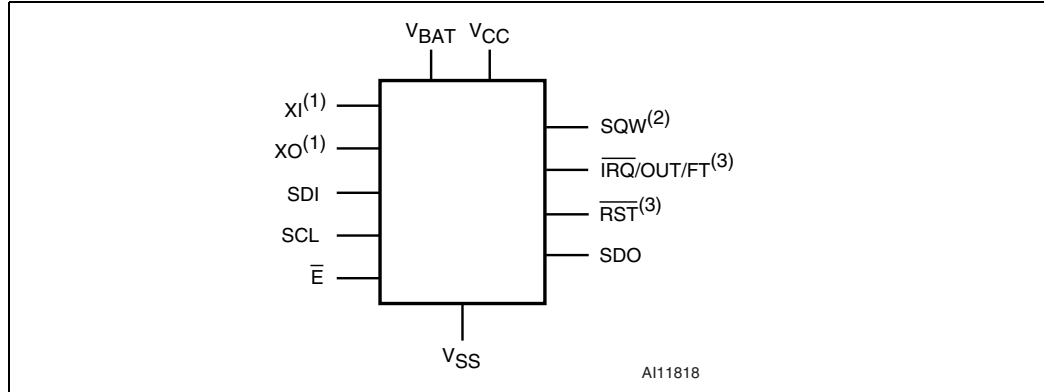 VBAT VCC
XI(1)
SQW(2)
XO(1)
IRQ/OUT/FT(3)
SDI
RST(3)
SCL
SDO
E
VSS
AI11818